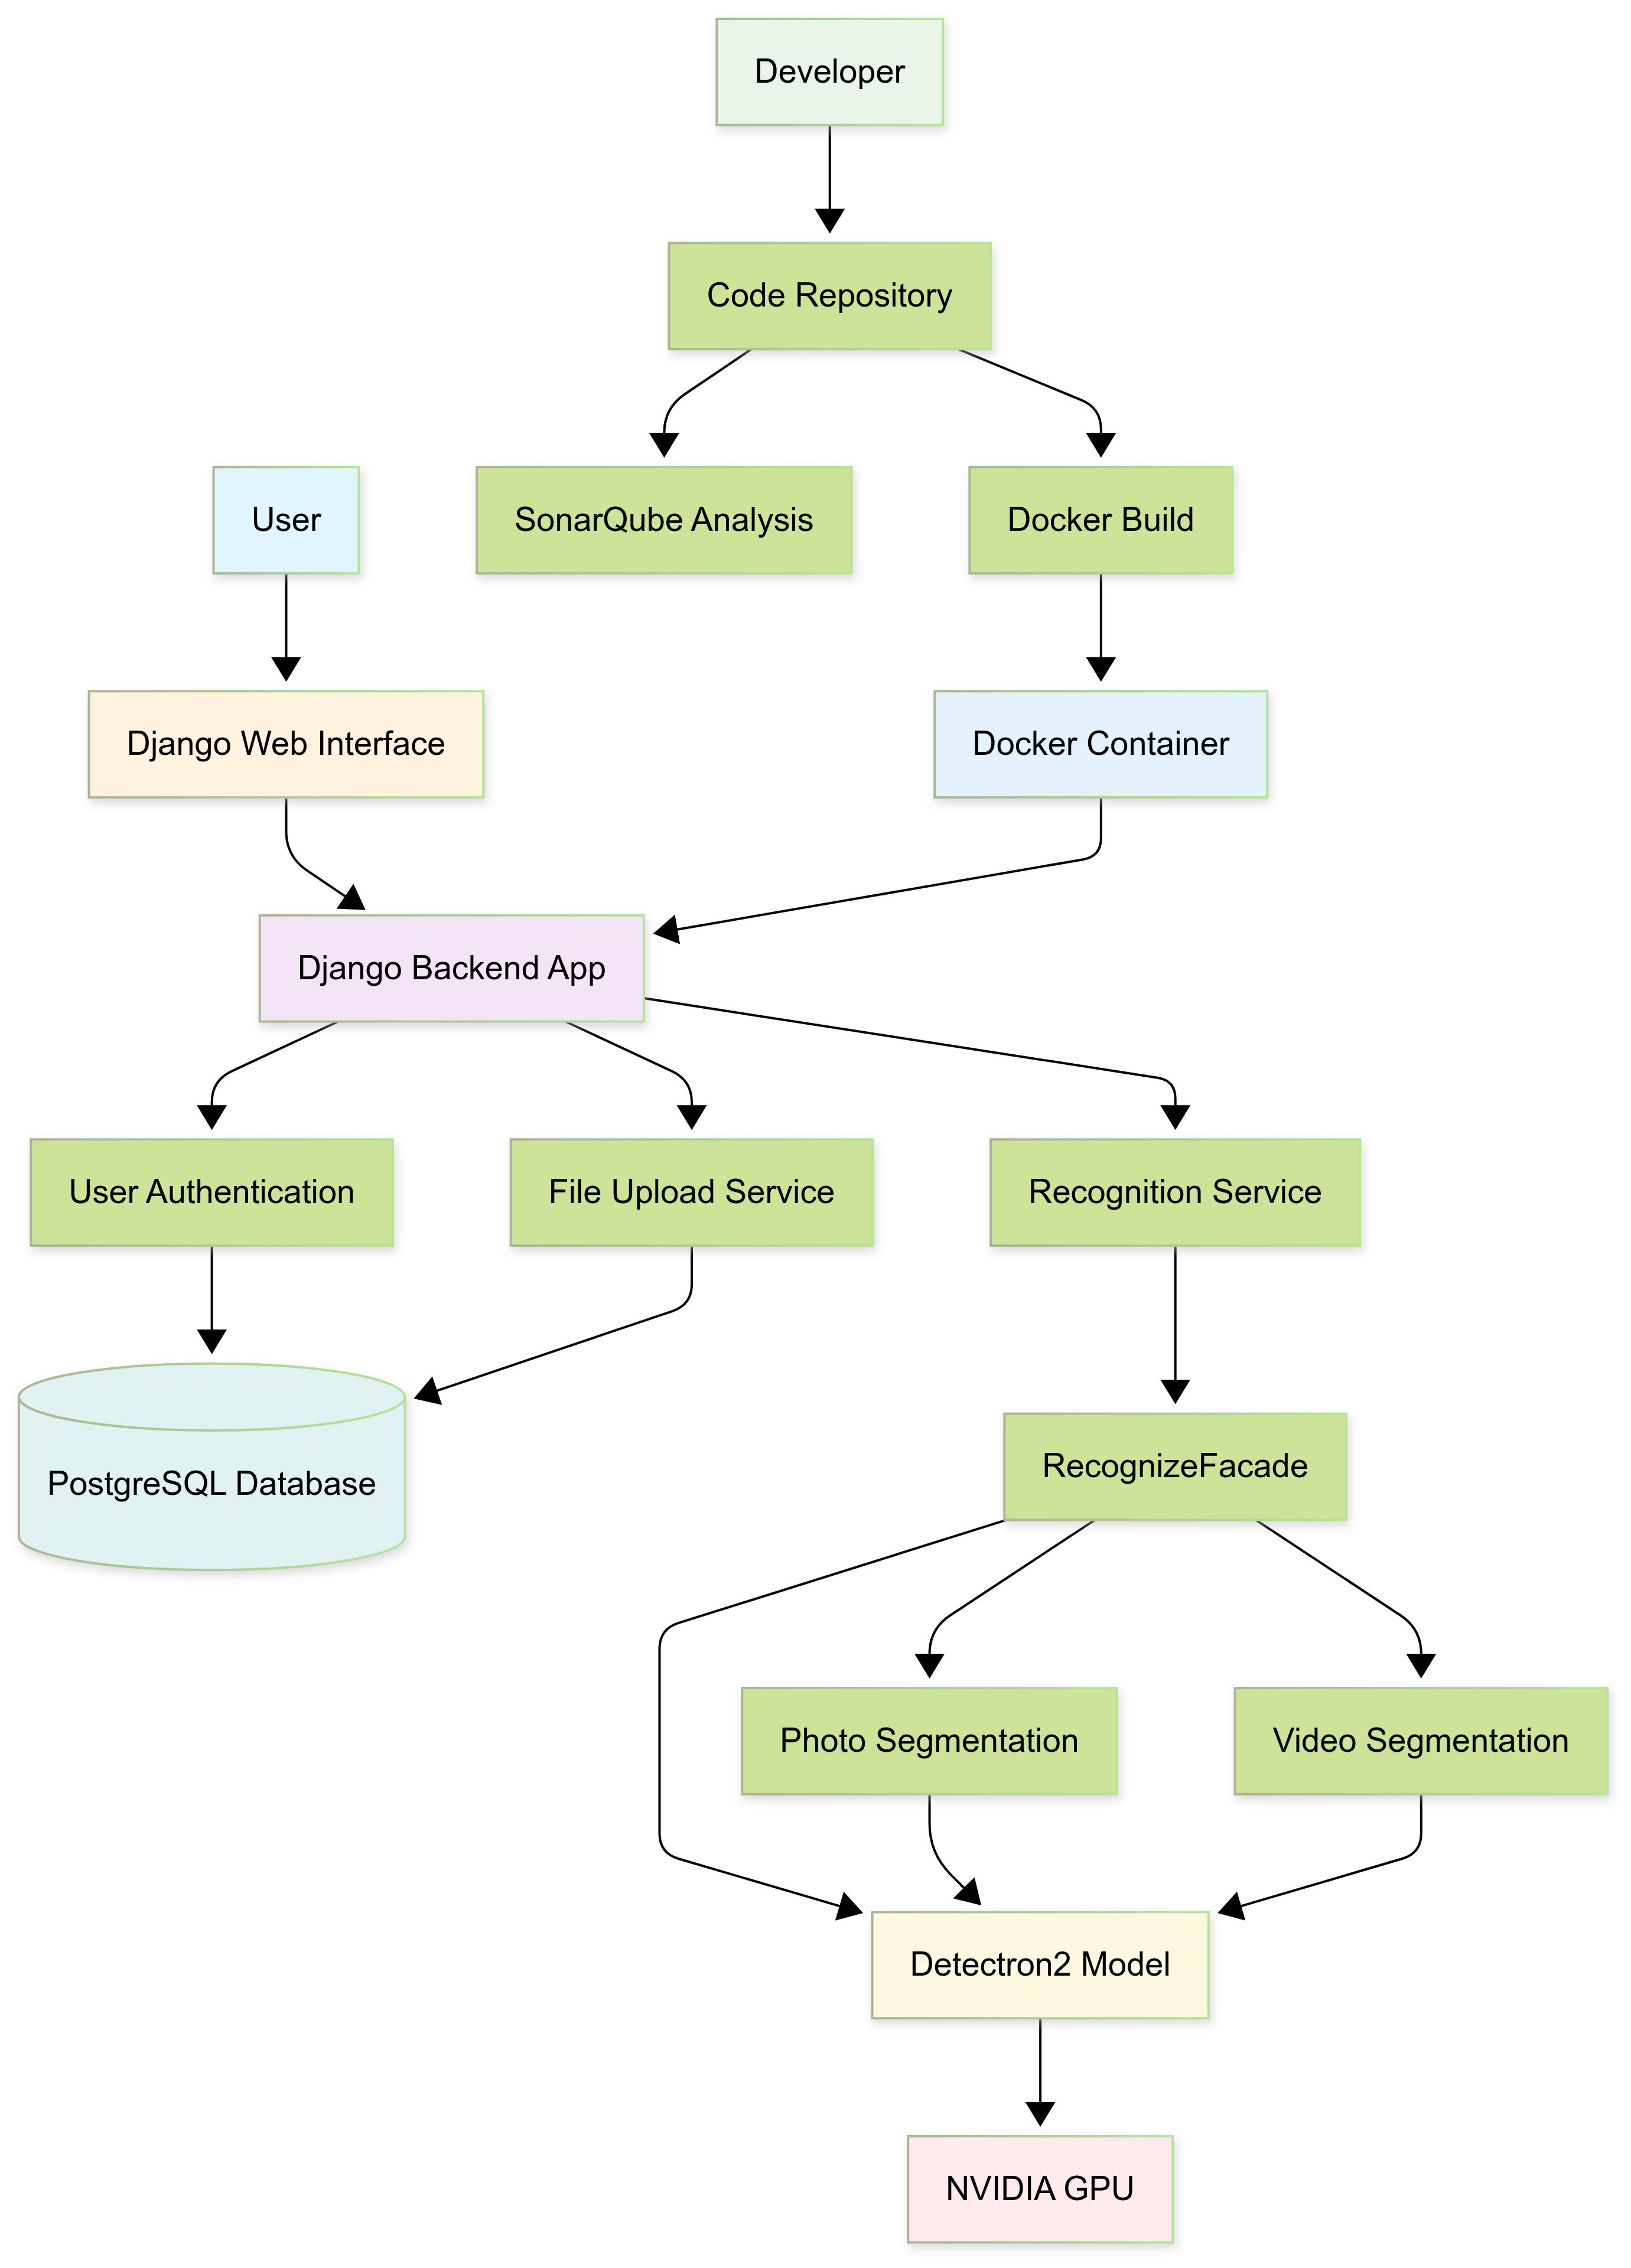 Developer
Code Repository
User
SonarQube Analysis
Docker Build
Django Web Interface
Docker Container
Django Backend App
User Authentication
File Upload Service
Recognition Service
PostgreSQL Database
RecognizeFacade
Photo Segmentation
Video Segmentation
Detectron2 Model
NVIDIA GPU